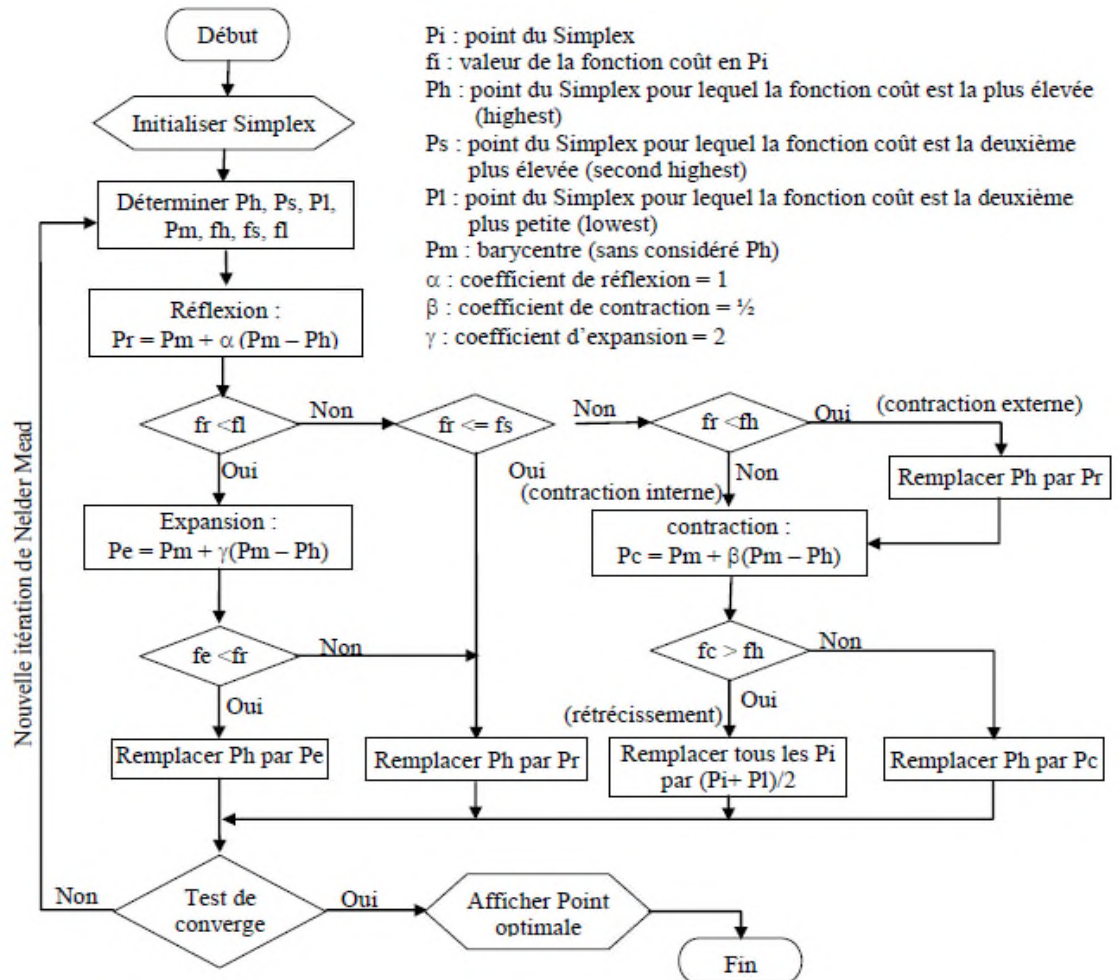 Début
Initialiser Simplex
Déterminer Ph, Ps, Pl,
Pm, fh, fs, fl
Réflexion :
Pr = Pm + α (Pm – Ph)
Pi : point du Simplex
fi : valeur de la fonction coût en Pi
Ph : point du Simplex pour lequel la fonction coût est la plus élevée
(highest)
Ps : point du Simplex pour lequel la fonction coût est la deuxième
plus élevée (second highest)
Pl : point du Simplex pour lequel la fonction coût est la deuxième
plus petite (lowest)
Pm : barycentre (sans considéré Ph)
α : coefficient de réflexion = 1
β : coefficient de contraction = ½
γ : coefficient d'expansion = 2
fr <fl
Non
fr <= fs
Non
fr <fh
Oui
(contraction externe)
Oui
Oui
(contraction interne)
Non
Remplacer Ph par Pr
Expansion :
Pe = Pm + γ(Pm – Ph)
contraction :
Pc = Pm + β(Pm – Ph)
fe <fr
Non
fc > fh
Non
Oui
(rétrécissement)
Oui
Remplacer Ph par Pe
Remplacer Ph par Pr
Remplacer tous les Pi
par (Pi+ Pl)/2
Remplacer Ph par Pc
Nouvelle itération de Nelder Mead
Non
Test de
converge
Oui
Afficher Point
optimale
Fin